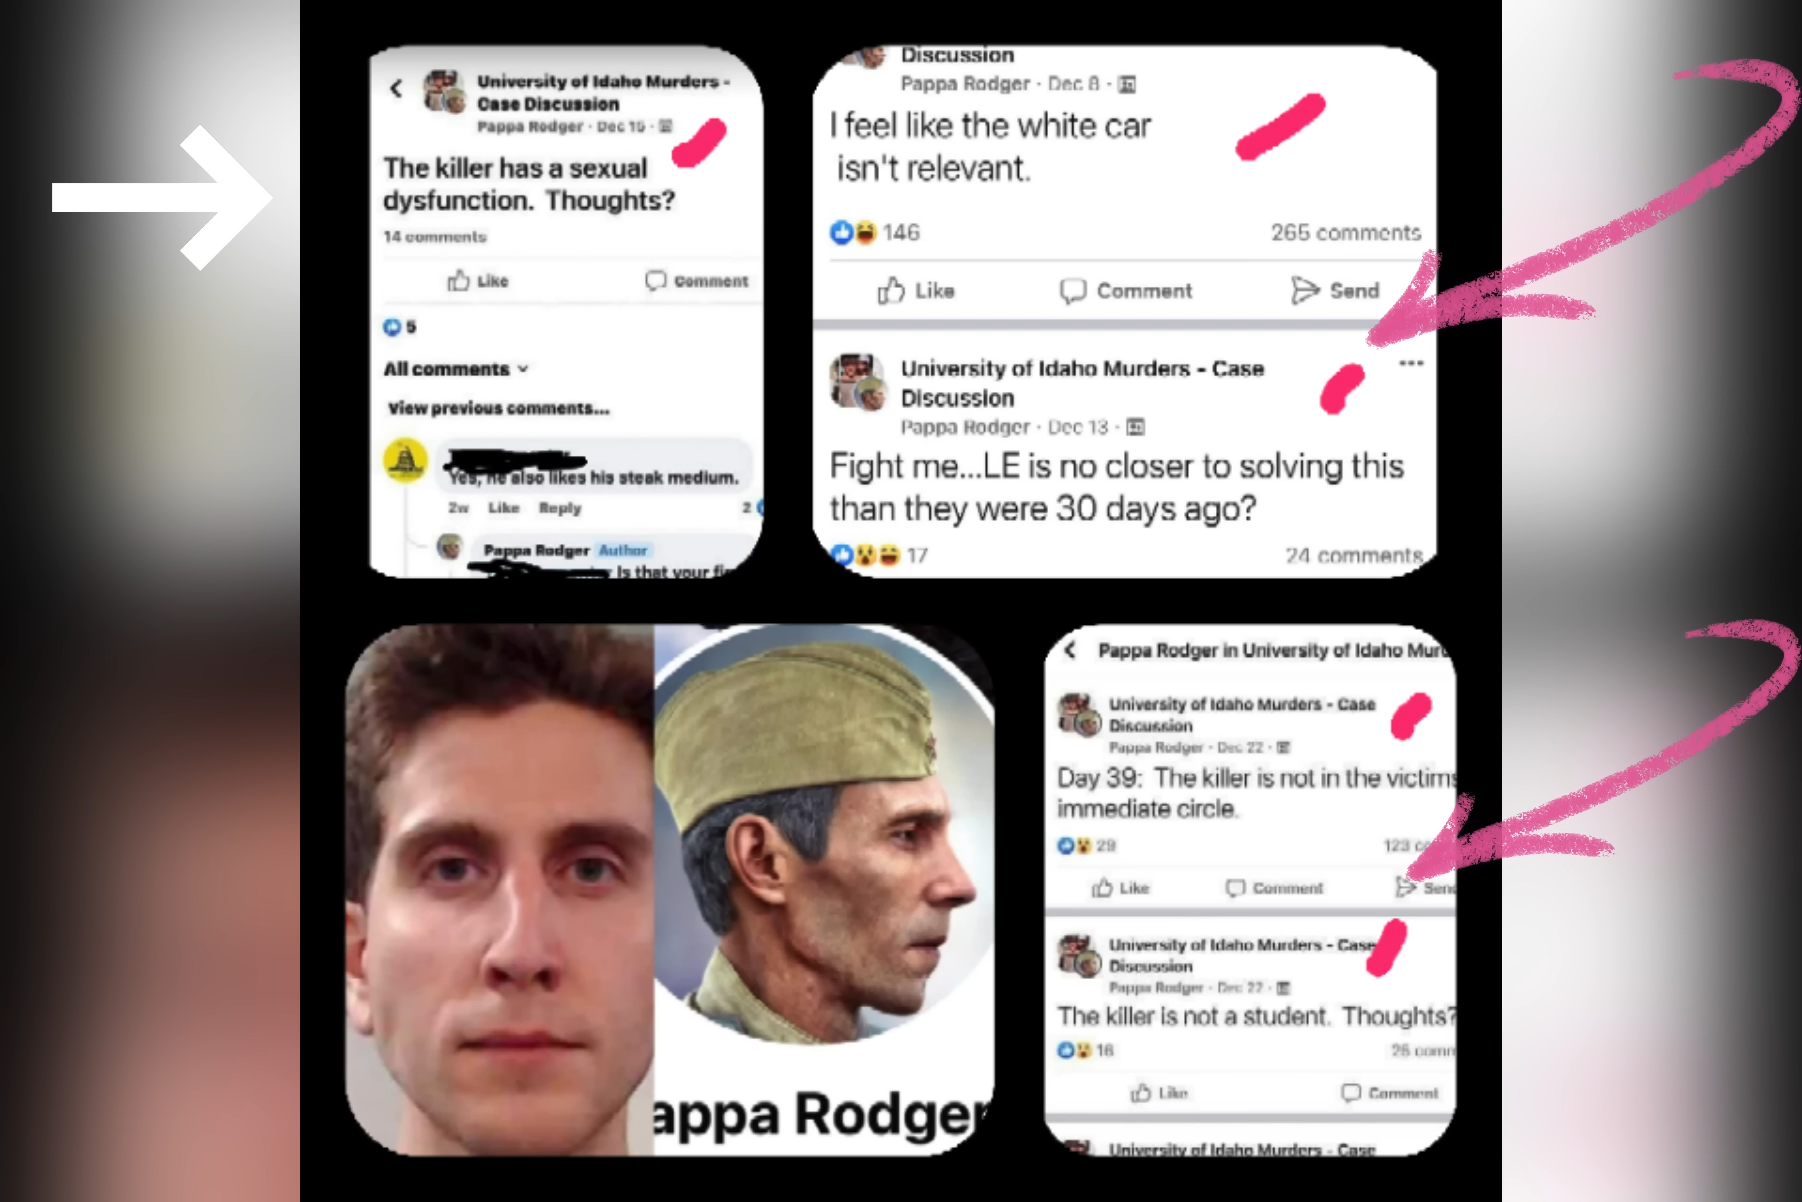 University of Idaho Murders -
Case Discussion
Pappa Rodger · Dec 15 ·
The killer has a sexual
dysfunction. Thoughts?
14 comments
Like
Comment
5
All comments
View previous comments...
Yes, he also likes his steak medium.
2w Like Reply 2
Pappa Rodger Author
Is that your
Discussion
Pappa Rodger · Dec 8 ·
I feel like the white car
isn't relevant.
146 265 comments
Like Comment Send
University of Idaho Murders - Case
Discussion
Pappa Rodger · Dec 13 ·
Fight me...LE is no closer to solving this
than they were 30 days ago?
17 24 comments
appa Rodger
Pappa Rodger in University of Idaho Mur
University of Idaho Murders - Case
Discussion
Pappa Rodger · Dec 22 ·
Day 39: The killer is not in the victims
immediate circle.
29 123
Like Comment Send
University of Idaho Murders - Case
Discussion
Pappa Rodger · Dec 22 ·
The killer is not a student. Thoughts?
16 25 comm
Like Comment
University of Idaho Murders - Case